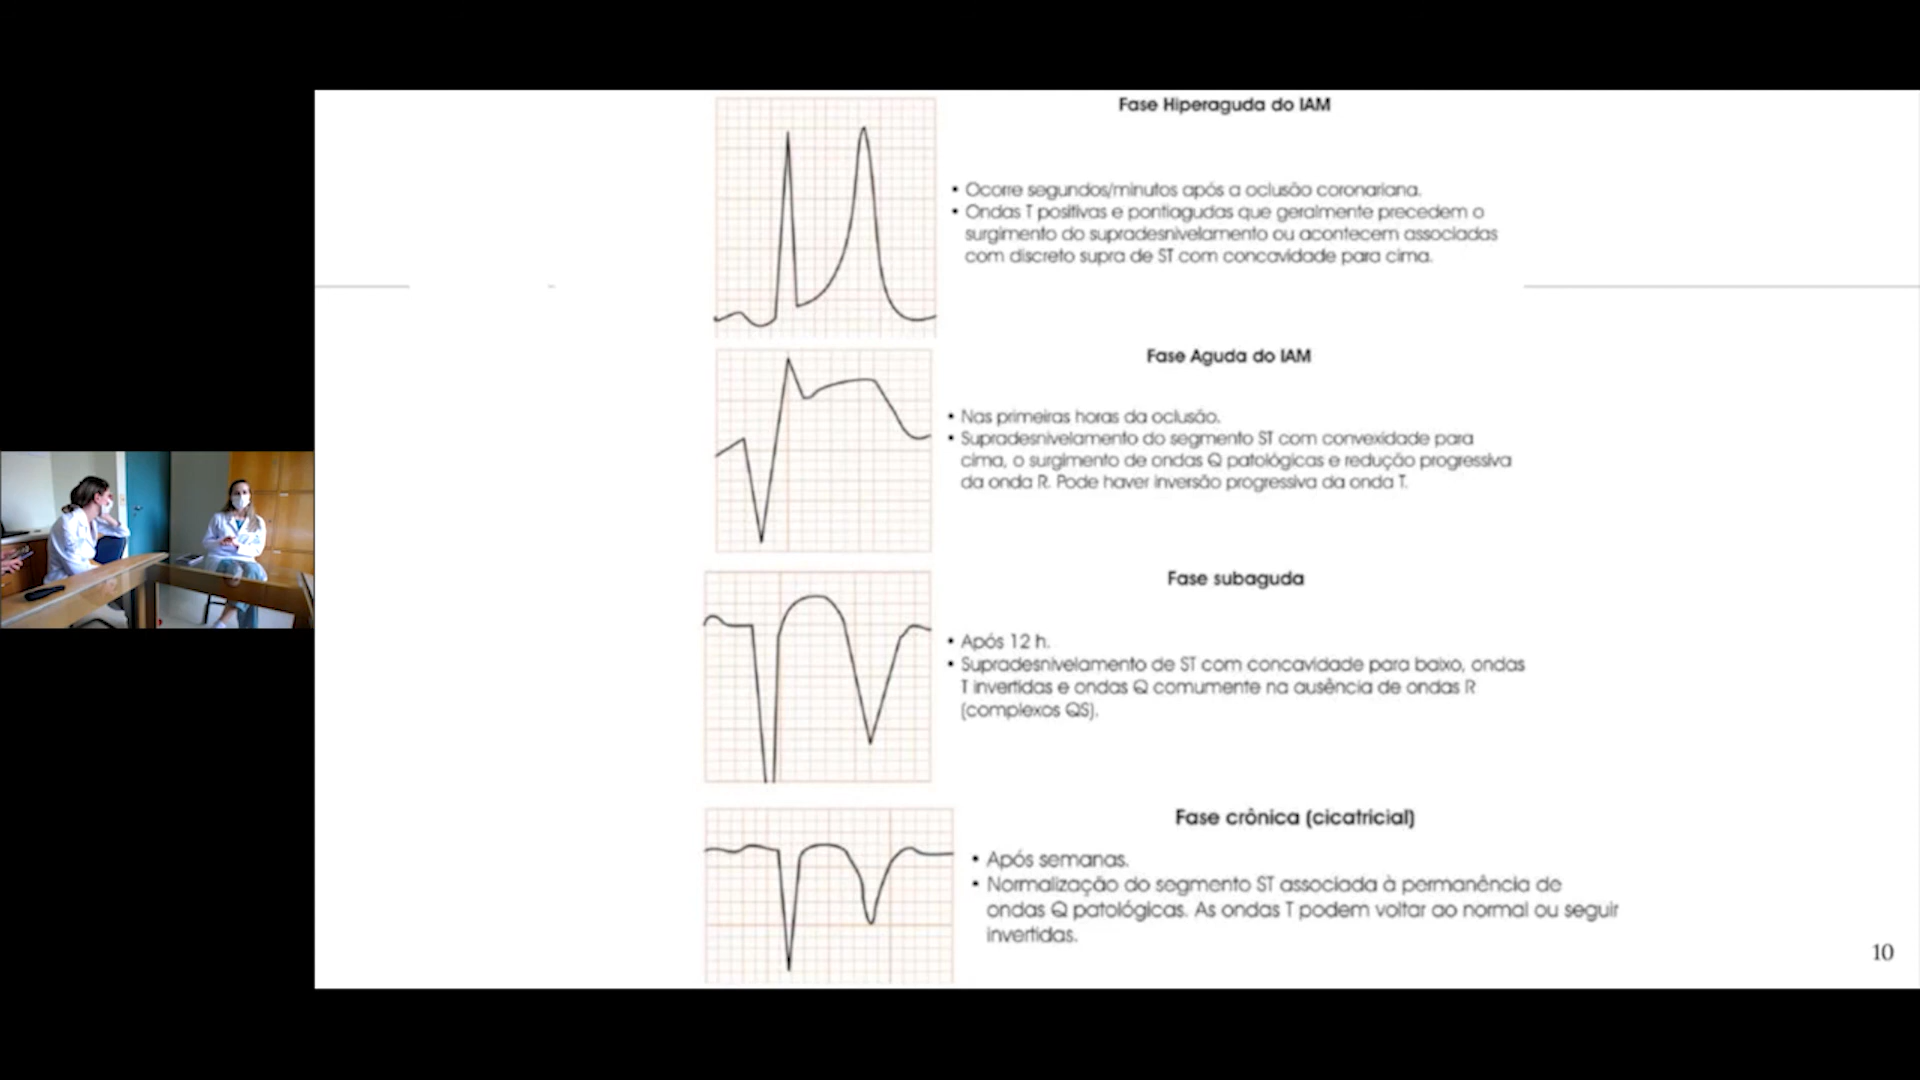 Fase Hiperaguda do IAM
• Ocorre segundos/minutos após a oclusão coronariana.
• Ondas T positivas e pontiagudas que geralmente precedem o
surgimento do supradesnivelamento ou acontecem associadas
com discreto supra de ST com concavidade para cima.
Fase Aguda do IAM
• Nas primeiras horas da oclusão.
• Supradesnivelamento do segmento ST com convexidade para
cima, o surgimento de ondas Q patológicas e redução progressiva
da onda R. Pode haver inversão progressiva da onda T.
Fase subaguda
• Após 12 h.
• Supradesnivelamento de ST com concavidade para baixo, ondas
T invertidas e ondas Q comumente na ausência de ondas R
(complexos QS).
Fase crônica (cicatricial)
• Após semanas.
• Normalização do segmento ST associada à permanência de
ondas Q patológicas. As ondas T podem voltar ao normal ou seguir
invertidas.
10